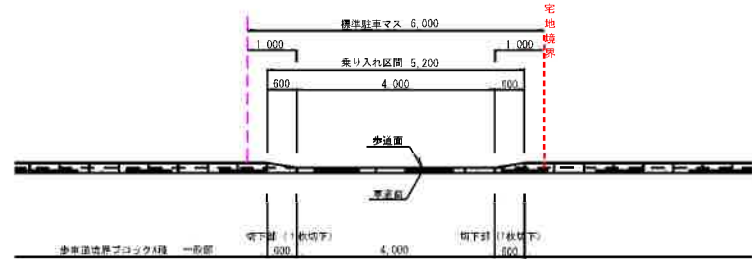 標準駐車マス 6,000
宅地境界
1,000
1,000
乗り入れ区間 5,200
600
4,000
600
歩道面
車道面
切下部 (1枚切下)
切下部 (1枚切下)
歩車道境界ブロックA種 一般部
600
4,000
600